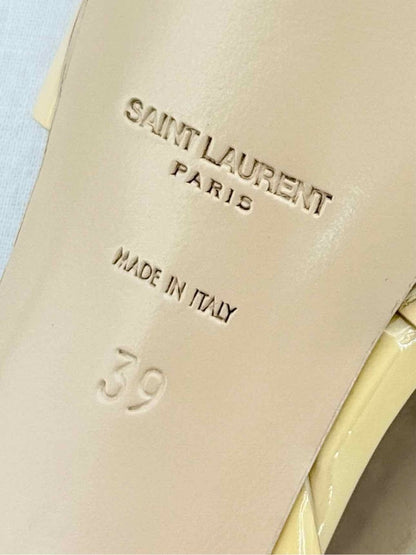 SAINT LAURENT
PARIS
MADE IN ITALY
39